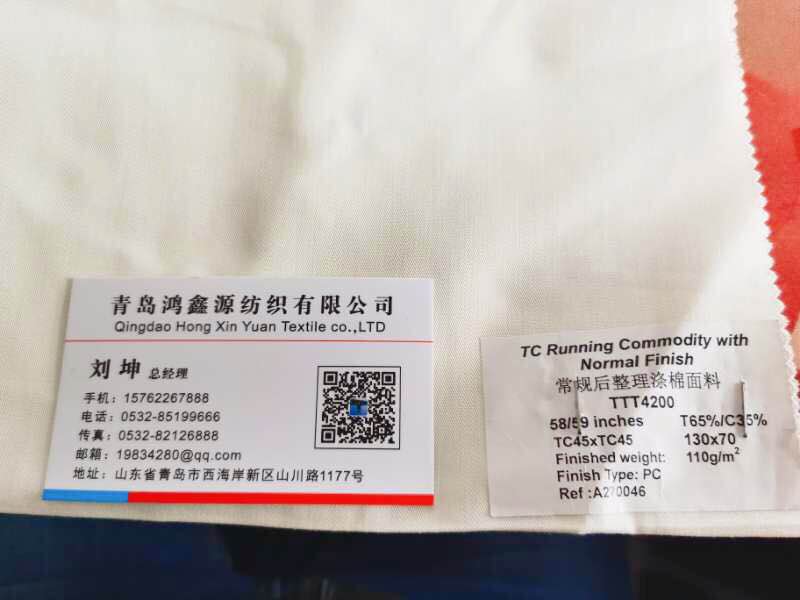 青岛鸿鑫源纺织有限公司
Qingdao Hong Xin Yuan Textile co.,LTD
刘坤 总经理
手机：15762267888
电话：0532-85199666
传真：0532-82126888
邮箱：19834280@qq.com
地址：山东省青岛市西海岸新区山川路1177号
TC Running Commodity with
Normal Finish
常规后整理涤棉面料
TTT4200
58/59 inches T65%/C35%
TC45xTC45 130x70
Finished weight: 110g/m²
Finish Type: PC
Ref :A270046